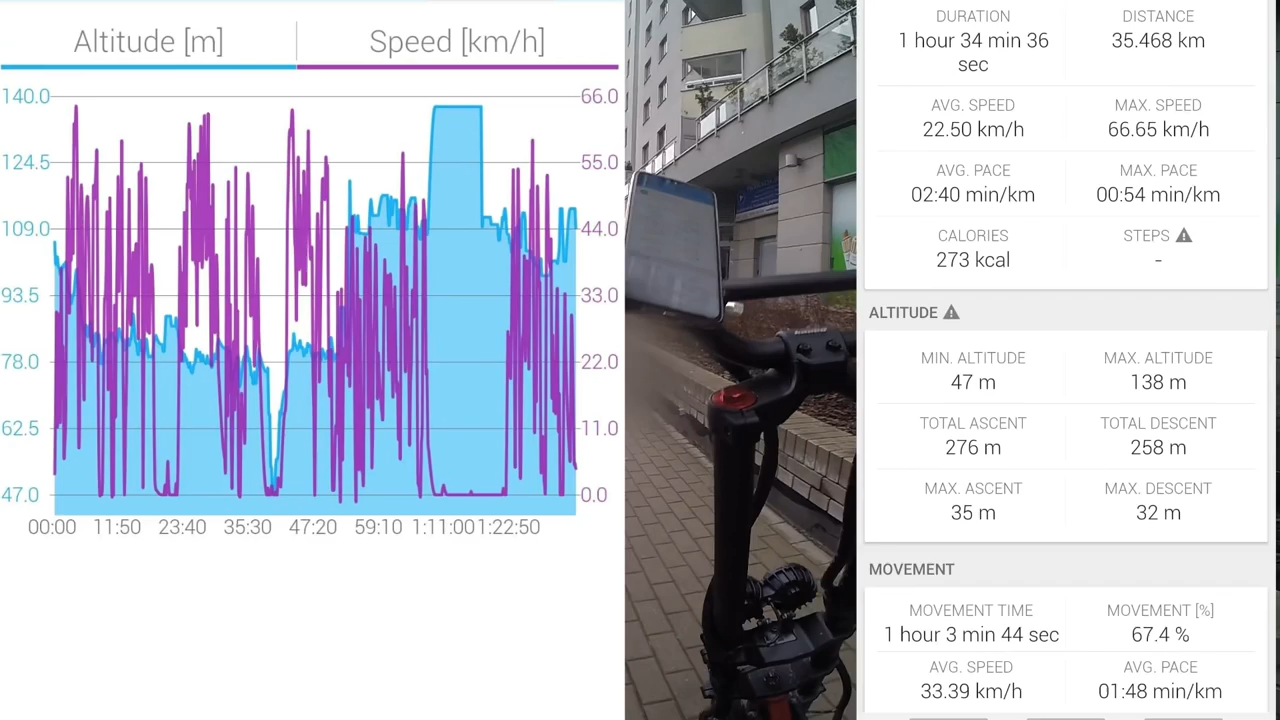 Altitude [m]
Speed [km/h]
140.0
124.5
109.0
93.5
78.0
62.5
47.0
66.0
55.0
44.0
33.0
22.0
11.0
0.0
00:00 11:50 23:40 35:30 47:20 59:10 1:11:00 1:22:50
DURATION
1 hour 34 min 36
sec
DISTANCE
35.468 km
AVG. SPEED
22.50 km/h
MAX. SPEED
66.65 km/h
AVG. PACE
02:40 min/km
MAX. PACE
00:54 min/km
CALORIES
273 kcal
STEPS
-
ALTITUDE
MIN. ALTITUDE
47 m
MAX. ALTITUDE
138 m
TOTAL ASCENT
276 m
TOTAL DESCENT
258 m
MAX. ASCENT
35 m
MAX. DESCENT
32 m
MOVEMENT
MOVEMENT TIME
1 hour 3 min 44 sec
MOVEMENT [%]
67.4 %
AVG. SPEED
33.39 km/h
AVG. PACE
01:48 min/km